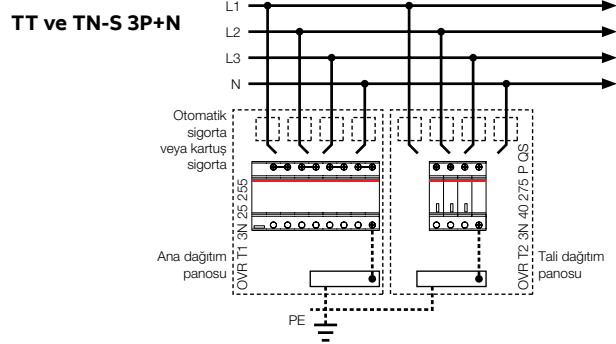 TT ve TN-S 3P+N
L1
L2
L3
N
Otomatik
sigorta
veya kartuş
sigorta
OVR T1 3N 25 255
OVR T2 3N 40 275 P QS
Ana dağıtım
panosu
Tali dağıtım
panosu
PE